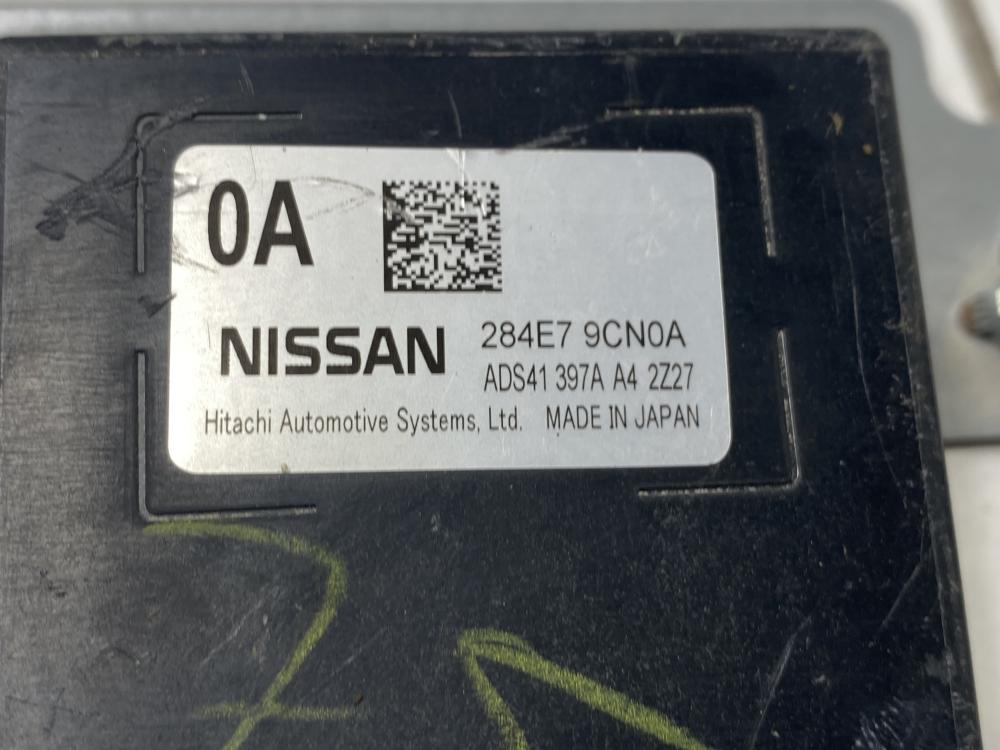 0A
NISSAN 284E7 9CN0A
ADS41 397A A4 2Z27
Hitachi Automotive Systems, Ltd. MADE IN JAPAN